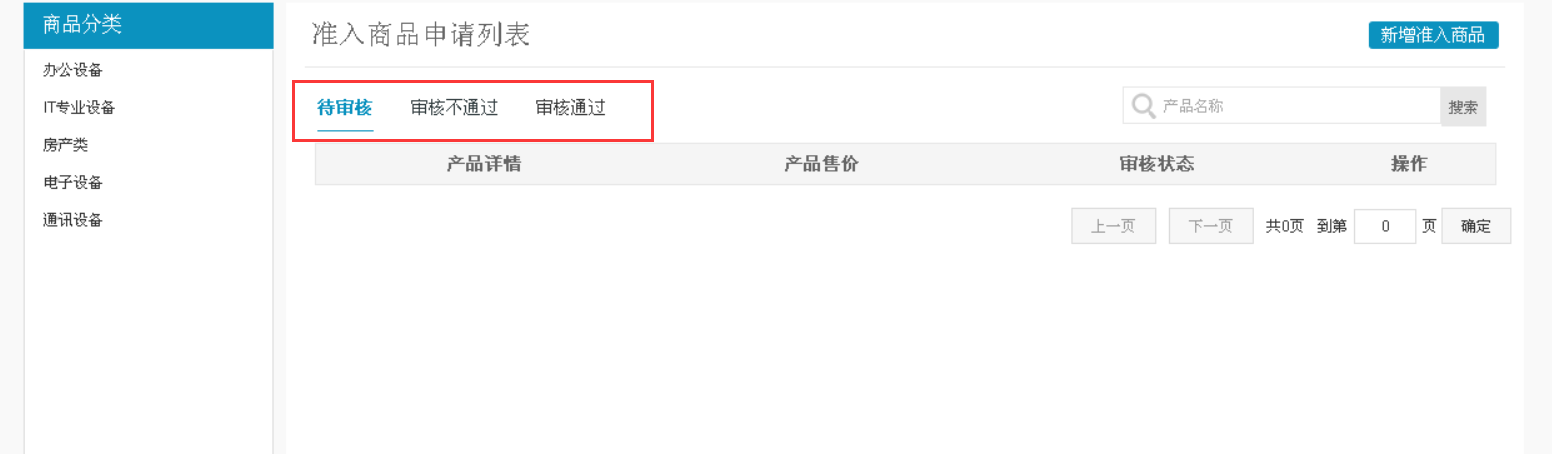 商品分类
办公设备
IT专业设备
房产类
电子设备
通讯设备
准入商品申请列表
新增准入商品
待审核 审核不通过 审核通过
产品名称 搜索
产品详情 产品售价 审核状态 操作
上一页 下一页 共0页 到第 0 页 确定